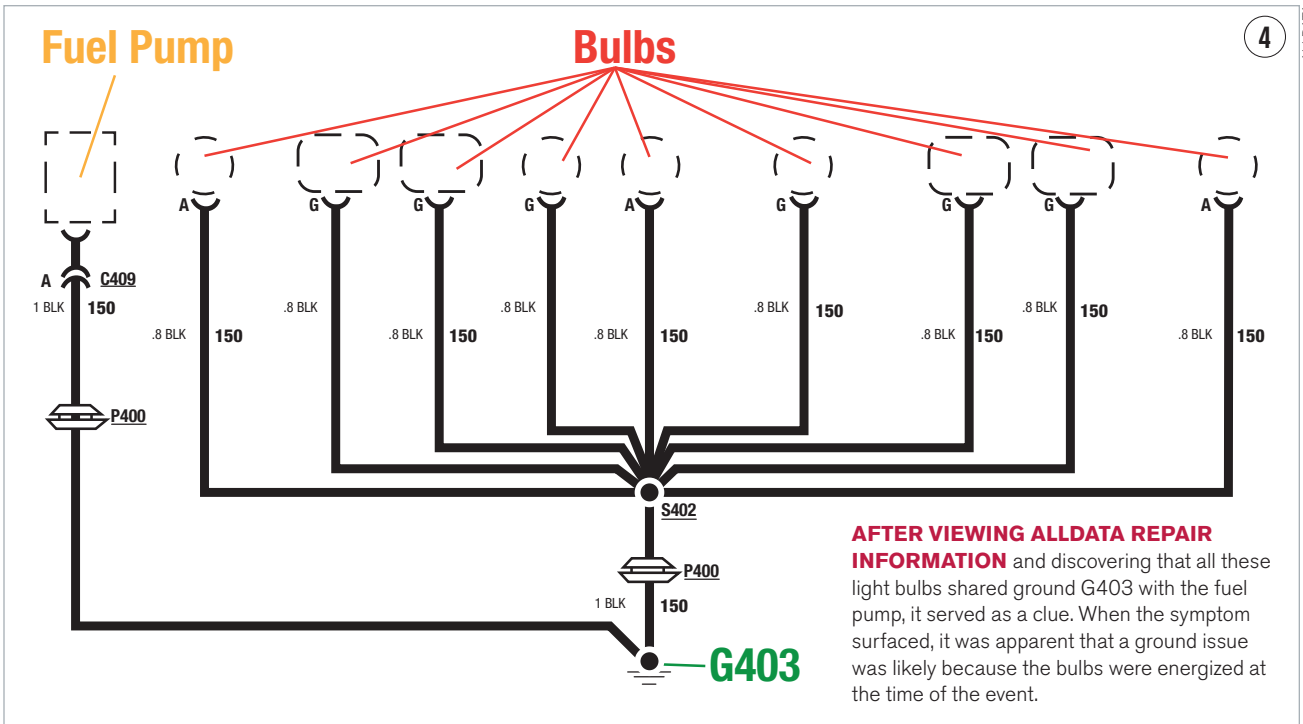 Fuel Pump
Bulbs
4
A G G G A G G G A
A C409
1 BLK 150
.8 BLK .8 BLK .8 BLK .8 BLK
150 150
.8 BLK 150 .8 BLK 150 .8 BLK 150 .8 BLK 150 .8 BLK 150
P400
S402
P400
1 BLK 150
G403
AFTER VIEWING ALLDATA REPAIR
INFORMATION and discovering that all these
light bulbs shared ground G403 with the fuel
pump, it served as a clue. When the symptom
surfaced, it was apparent that a ground issue
was likely because the bulbs were energized at
the time of the event.